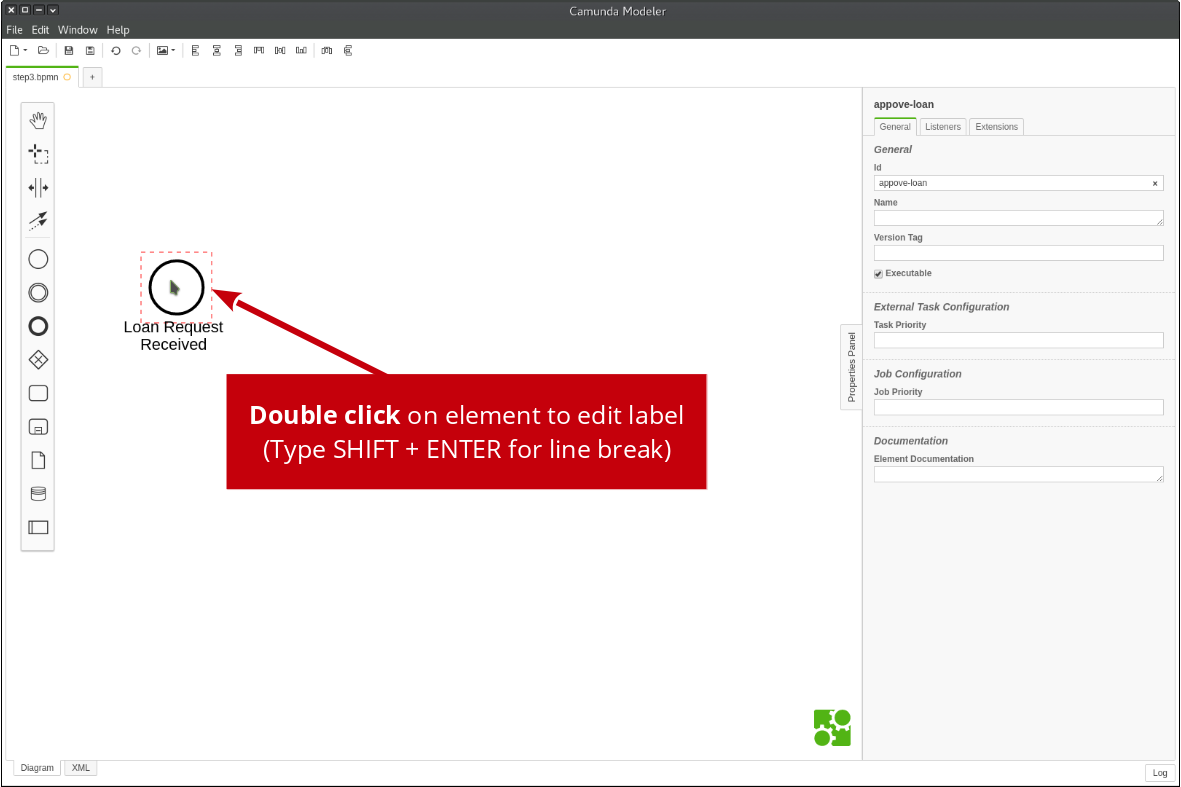 Camunda Modeler
File Edit Window Help
step3.bpmn
+
Loan Request
Received
Double click on element to edit label
(Type SHIFT + ENTER for line break)
Properties Panel
appove-loan
General Listeners Extensions
General
Id
appove-loan
Name
Version Tag
Executable
External Task Configuration
Task Priority
Job Configuration
Job Priority
Documentation
Element Documentation
Diagram XML
Log